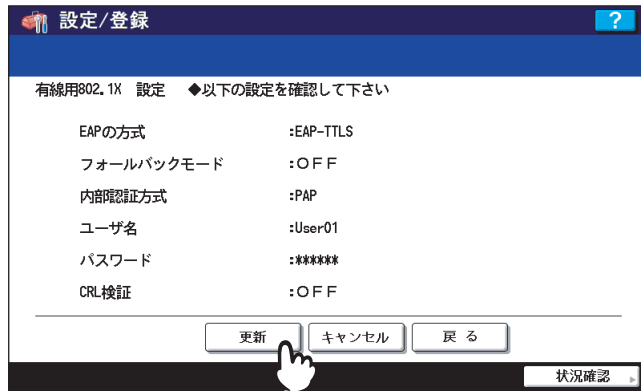 設定/登録 ?
有線用802.1X 設定 ◆以下の設定を確認して下さい
EAPの方式 :EAP-TTLS
フォールバックモード :ＯＦＦ
内部認証方式 :PAP
ユーザ名 :User01
パスワード :******
CRL検証 :ＯＦＦ
更新 キャンセル 戻る
状況確認